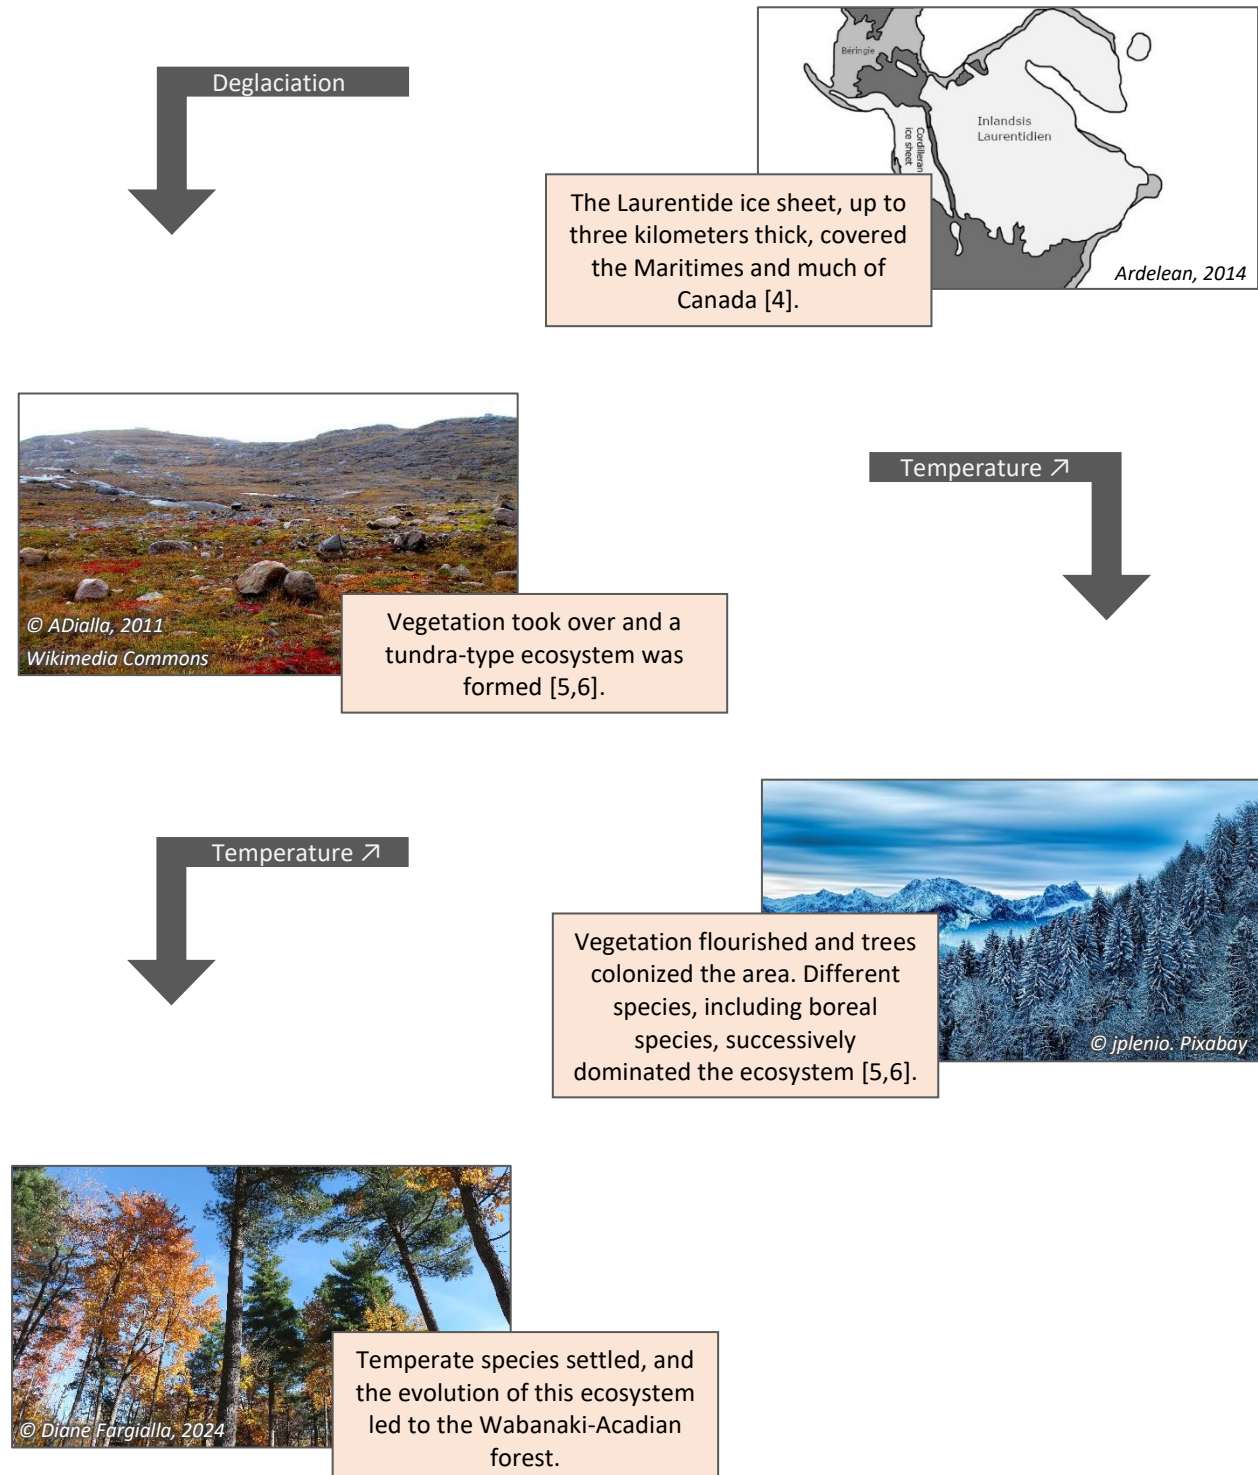 Deglaciation
Béringie
Inlandsis
Laurentidien
Cordilleran
ice sheet
Ardelean, 2014
The Laurentide ice sheet, up to
three kilometers thick, covered
the Maritimes and much of
Canada [4].
Temperature ↗
© ADialla, 2011
Wikimedia Commons
Vegetation took over and a
tundra-type ecosystem was
formed [5,6].
Temperature ↗
© jplenio. Pixabay
Vegetation flourished and trees
colonized the area. Different
species, including boreal
species, successively
dominated the ecosystem [5,6].
© Diane Fargialla, 2024
Temperate species settled, and
the evolution of this ecosystem
led to the Wabanaki-Acadian
forest.